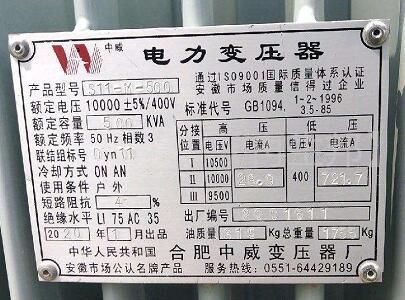 中威
电力变压器
产品型号 S11-M-500
通过ISO9001国际质量体系认证
安徽市场质量信得过企业
额定电压 10000±5%/400V
标准代号 GB1094. 1-2-1996
3.5-85
额定容量 500 KVA
额定频率 50Hz 相数3
联结组标号 Dyn11
冷却方式 ONAN
使用条件 户外
短路阻抗 4 %
绝缘水平 LI 75 AC 35
2020年1月出品
分接位置 高压 低压
电压V 电流A 电压V 电流A
I 10500
II 10000 28.9 400 721.7
III 9500
出厂编号
油质量 kg 总重量 kg
中华人民共和国
安徽市场公认名牌产品
合肥中威变压器厂
服务电话: 0551-64429189